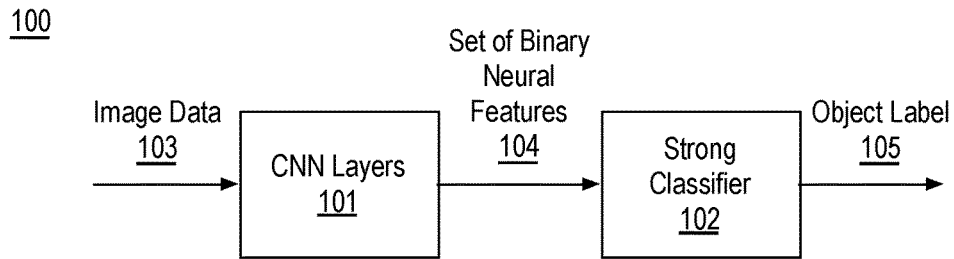 100
Set of Binary
Neural
Features
104
Image Data
103
CNN Layers
101
Strong
Classifier
102
Object Label
105